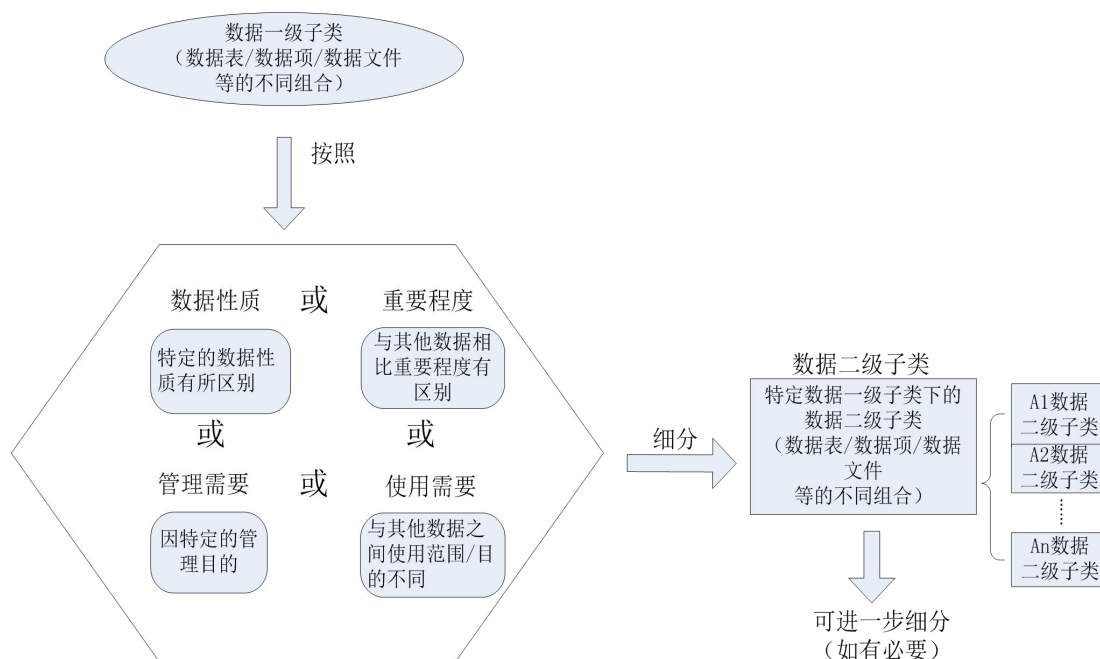 数据一级子类
（数据表/数据项/数据文件
等的不同组合）
按照
数据性质 或 重要程度
特定的数据性
质有所区别
与其他数据相
比重要程度有
区别
或 或
管理需要 或 使用需要
因特定的管
理目的
与其他数据之
间使用范围/目
的不同
细分
数据二级子类
特定数据一级子类下的
数据二级子类
（数据表/数据项/数据
文件
等的不同组合）
A1数据
二级子类
A2数据
二级子类
......
An数据
二级子类
可进一步细分
（如有必要）